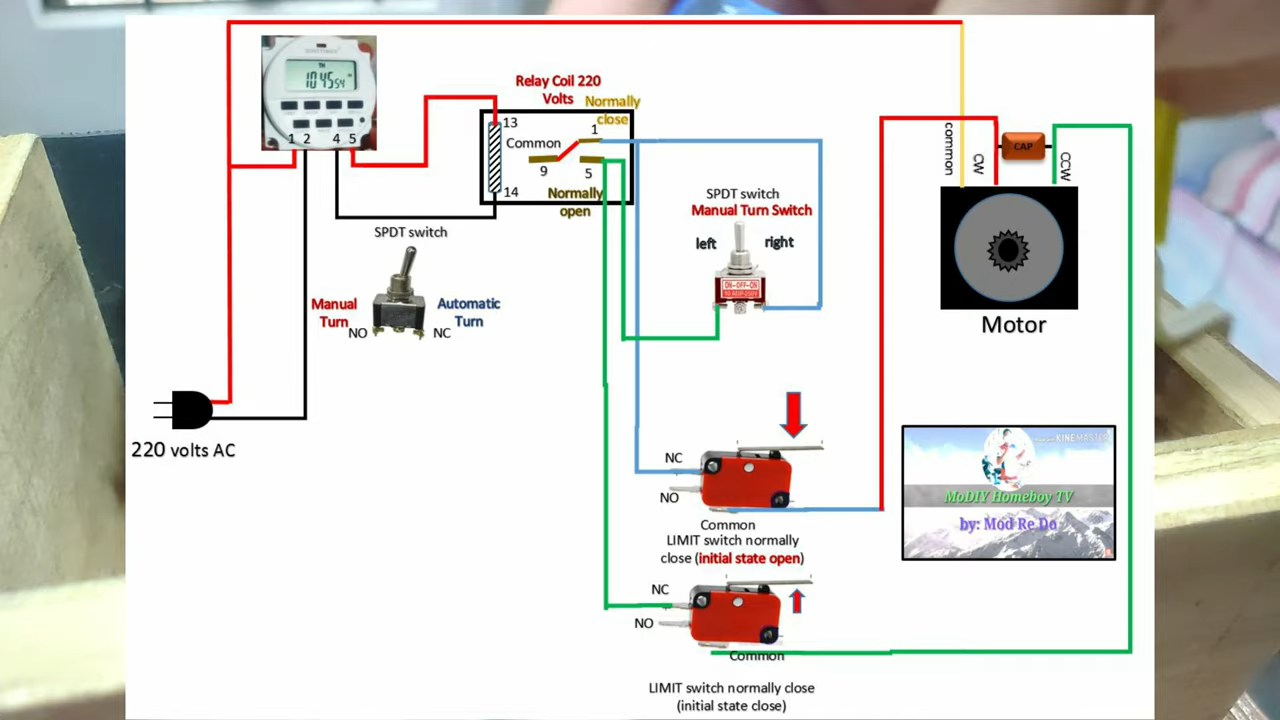 Relay Coil 220
Volts
Normally
close
TH
1 2 4 5
13
1
Common
9
5
14
Normally
open
common
CW
CAP
CCW
SPDT switch
Manual Turn Switch
left
right
ON-OFF-ON
SPDT switch
Manual
Turn
Automatic
Turn
NO
NC
Motor
220 volts AC
NC
NO
Common
LIMIT switch normally
close (initial state open)
KINEMASTER
MoDIY Homeboy TV
by: Mod Re Do
NC
NO
Common
LIMIT switch normally close
(initial state close)